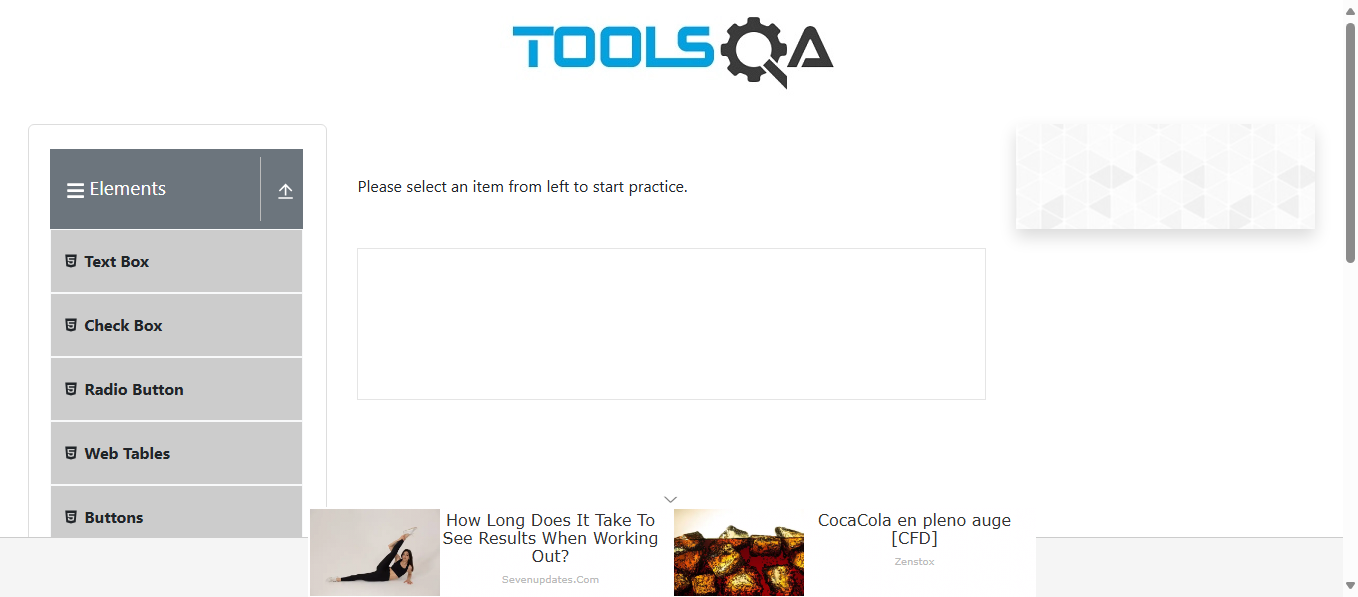 TOOLSQA
Elements
Please select an item from left to start practice.
Text Box
Check Box
Radio Button
Web Tables
Buttons
How Long Does It Take To
See Results When Working
Out?
Sevenupdates.Com
CocaCola en pleno auge
[CFD]
Zenstox